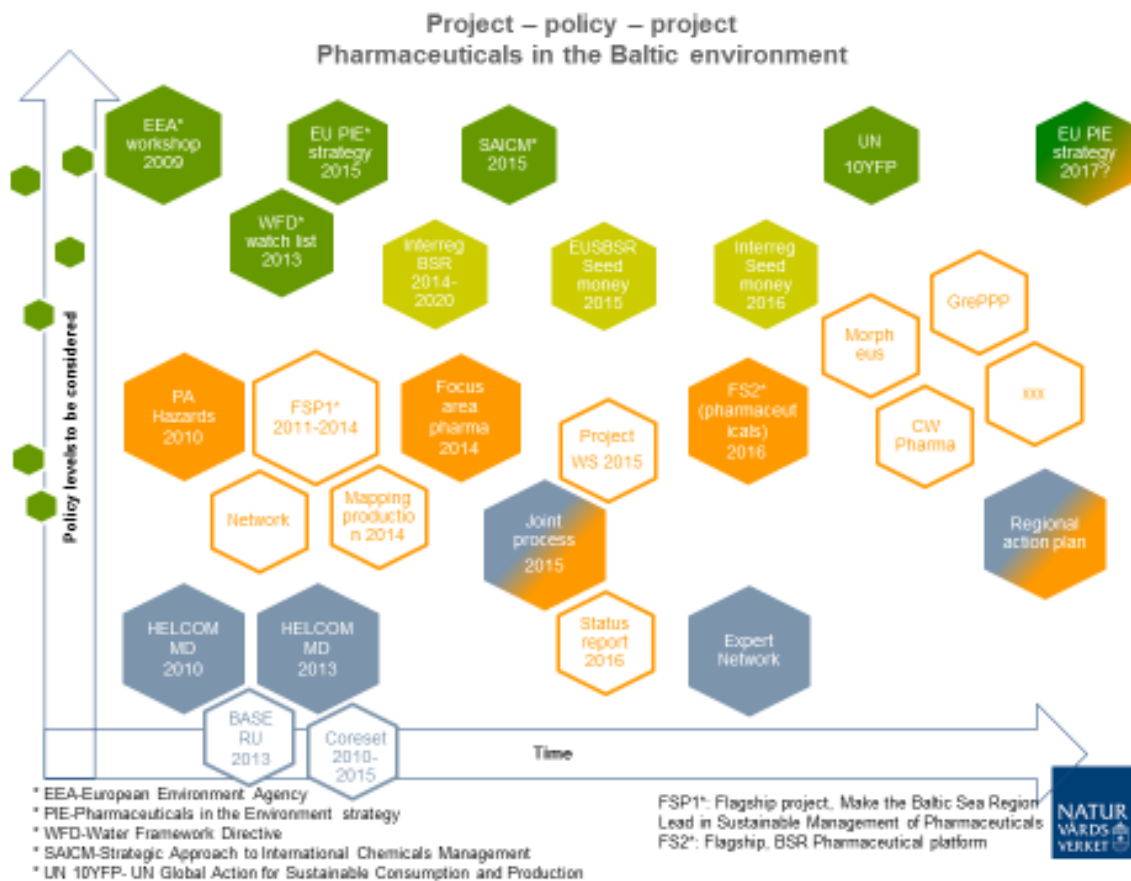 Project – policy – project
Pharmaceuticals in the Baltic environment
EEA*
workshop
2009
EU PIE*
strategy
2015
SAICM*
2015
UN
10YFP
EU PIE
strategy
2017?
WFD*
watch list
2013
Interreg
BSR
2014-
2020
EUSBSR
Seed
money
2015
Interreg
Seed
money
2016
GrePPP
Morph
eus
xxx
CW
Pharma
Policy levels to be considered
PA
Hazards
2010
FSP1*
2011-2014
Focus
area
pharma
2014
Project
WS 2015
FS2*
(pharmaceut
icals)
2016
Network
Mapping
productio
n 2014
Joint
process
2015
Regional
action plan
HELCOM
MD
2010
HELCOM
MD
2013
Status
report
2016
Expert
Network
BASE
RU
2013
Coreset
2010-
2015
Time
* EEA-European Environment Agency
* PIE-Pharmaceuticals in the Environment strategy
* WFD-Water Framework Directive
* SAICM-Strategic Approach to International Chemicals Management
* UN 10YFP- UN Global Action for Sustainable Consumption and Production
FSP1*: Flagship project, Make the Baltic Sea Region
Lead in Sustainable Management of Pharmaceuticals
FS2*: Flagship, BSR Pharmaceutical platform
NATUR
VÅRDS
VERKET